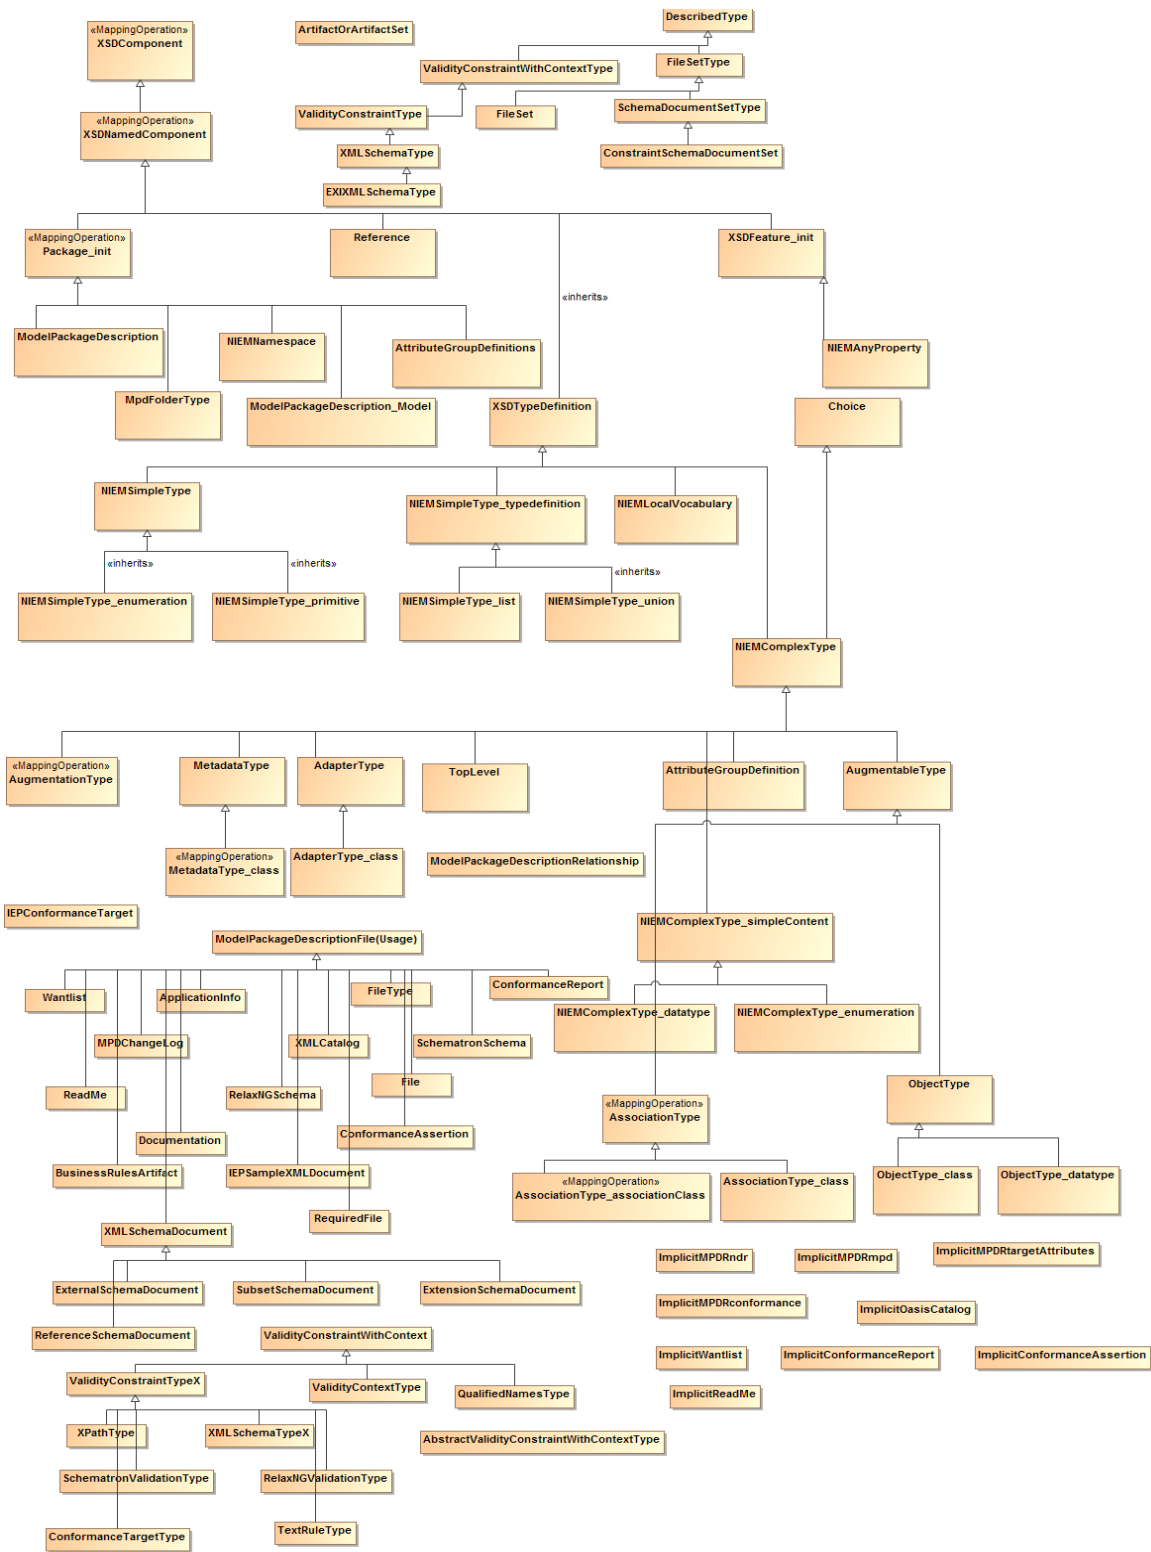 «MappingOperation»
XSDComponent
ArtifactOrArtifactSet
DescribedType
ValidityConstraintWithContextType
FileSetType
ValidityConstraintType
FileSet
SchemaDocumentSetType
«MappingOperation»
XSDNamedComponent
XMLSchemaType
ConstraintSchemaDocumentSet
EXIXMLSchemaType
«MappingOperation»
Package_init
Reference
XSDFeature_init
«inherits»
ModelPackageDescription
NIEMNamespace
AttributeGroupDefinitions
NIEMAnyProperty
MpdFolderType
ModelPackageDescription_Model
XSDTypeDefinition
Choice
NIEMSimpleType
NIEMSimpleType_typedefinition
NIEMLocalVocabulary
«inherits»
«inherits»
«inherits»
NIEMSimpleType_enumeration
NIEMSimpleType_primitive
NIEMSimpleType_list
NIEMSimpleType_union
NIEMComplexType
«MappingOperation»
AugmentationType
MetadataType
AdapterType
TopLevel
AttributeGroupDefinition
AugmentableType
«MappingOperation»
MetadataType_class
AdapterType_class
ModelPackageDescriptionRelationship
IEPConformanceTarget
NIEMComplexType_simpleContent
ModelPackageDescriptionFile(Usage)
Wantlist
ApplicationInfo
FileType
ConformanceReport
NIEMComplexType_datatype
NIEMComplexType_enumeration
MPDChangeLog
XMLCatalog
SchematronSchema
ReadMe
RelaxNGSchema
File
ObjectType
«MappingOperation»
AssociationType
Documentation
ConformanceAssertion
BusinessRulesArtifact
IEPSampleXMLDocument
«MappingOperation»
AssociationType_associationClass
AssociationType_class
ObjectType_class
ObjectType_datatype
RequiredFile
XMLSchemaDocument
ImplicitMPDRndr
ImplicitMPDRmpd
ImplicitMPDRtargetAttributes
ExternalSchemaDocument
SubsetSchemaDocument
ExtensionSchemaDocument
ImplicitMPDRconformance
ImplicitOasisCatalog
ReferenceSchemaDocument
ValidityConstraintWithContext
ImplicitWantlist
ImplicitConformanceReport
ImplicitConformanceAssertion
ValidityConstraintTypeX
ValidityContextType
QualifiedNamesType
ImplicitReadMe
XPathType
XMLSchemaTypeX
AbstractValidityConstraintWithContextType
SchematronValidationType
RelaxNGValidationType
ConformanceTargetType
TextRuleType